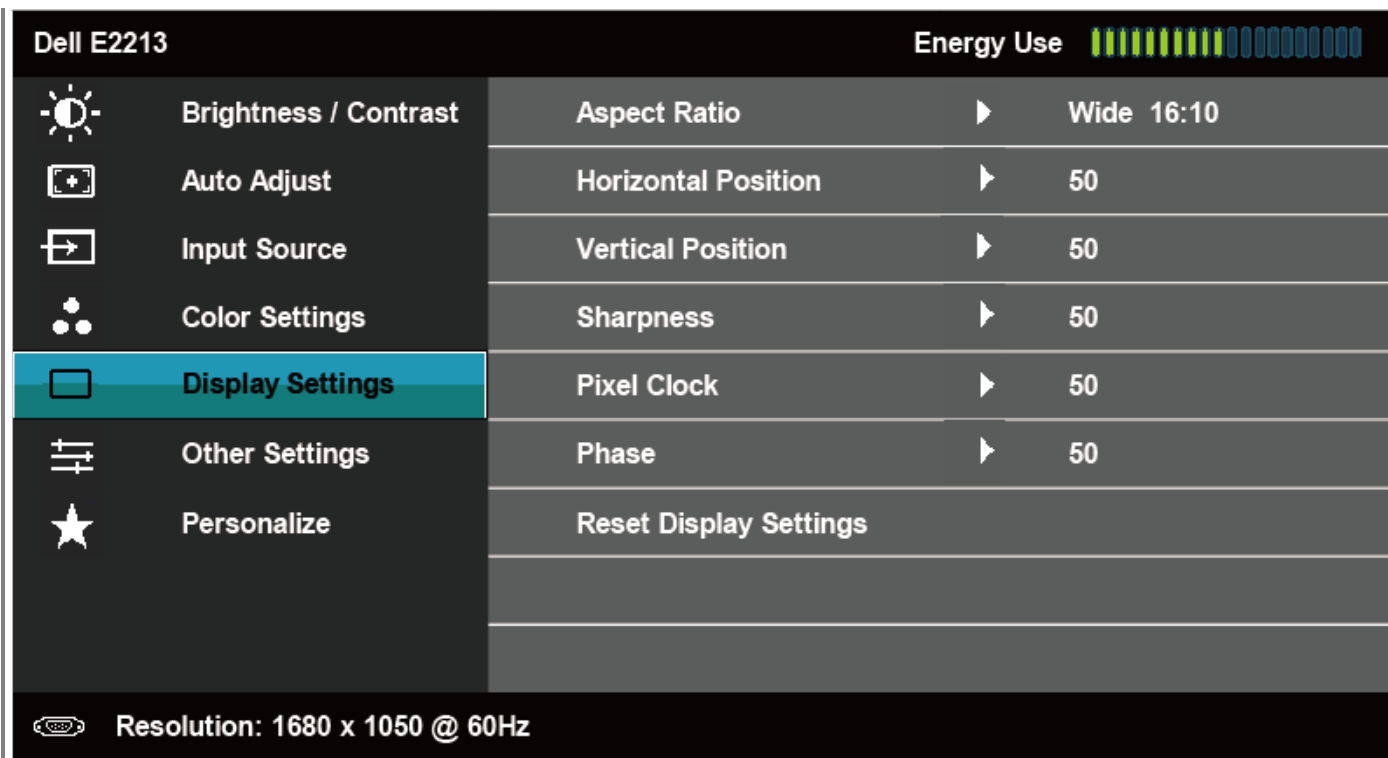 Dell E2213 Energy Use
Brightness / Contrast Aspect Ratio Wide 16:10
Auto Adjust Horizontal Position 50
Input Source Vertical Position 50
Color Settings Sharpness 50
Display Settings Pixel Clock 50
Other Settings Phase 50
Personalize Reset Display Settings
Resolution: 1680 x 1050 @ 60Hz